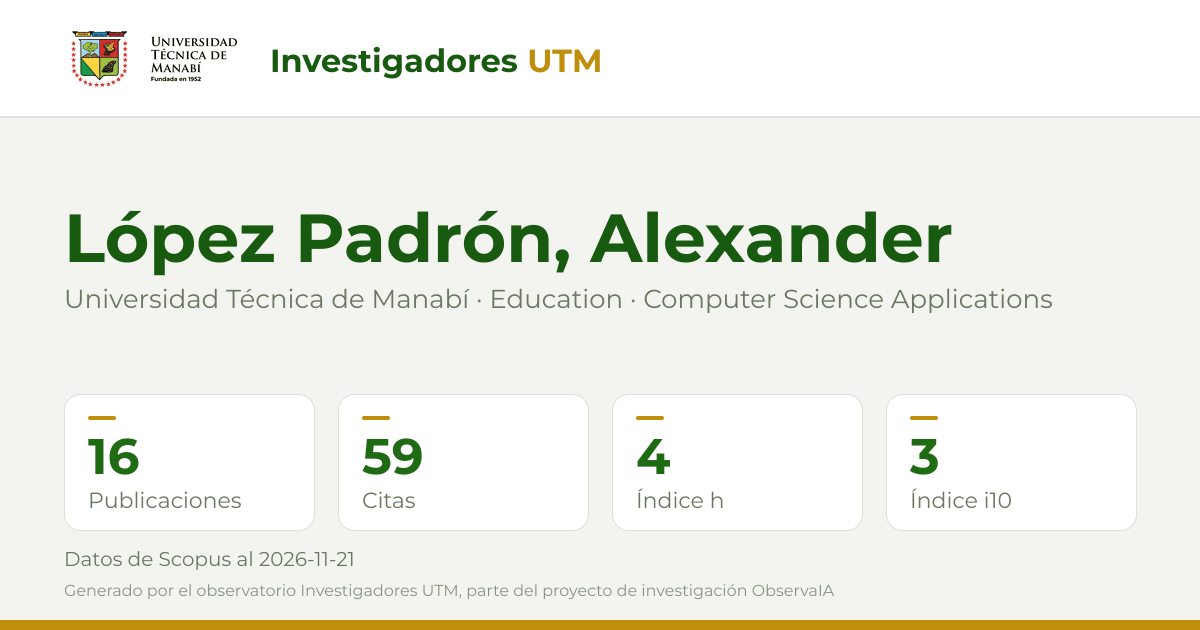 UNIVERSIDAD
TÉCNICA DE
MANABÍ
Fundada en 1952
Investigadores UTM
López Padrón, Alexander
Universidad Técnica de Manabí · Education · Computer Science Applications
16
Publicaciones
59
Citas
4
Índice h
3
Índice i10
Datos de Scopus al 2026-11-21
Generado por el observatorio Investigadores UTM, parte del proyecto de investigación ObservaIA